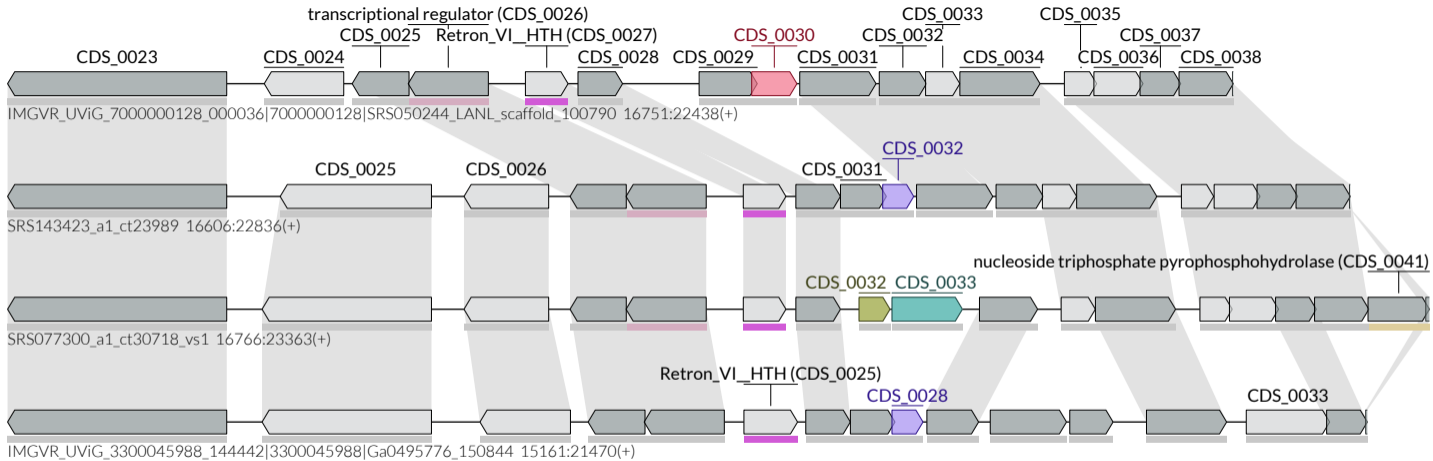 transcriptional regulator (CDS_0026) CDS_0033 CDS_0035
CDS_0025 Retron_VI__HTH (CDS_0027) CDS_0030 CDS_0032 CDS_0037
CDS_0023 CDS_0024 CDS_0028 CDS_0029 CDS_0031 CDS_0034 CDS_0036 CDS_0038
IMGVR_UViG_7000000128_000036|7000000128|SRS050244_LANL_scaffold_100790 16751:22438(+)
CDS_0032
CDS_0025 CDS_0026 CDS_0031
SRS143423_a1_ct23989 16606:22836(+)
nucleoside triphosphate pyrophosphohydrolase (CDS_0041)
CDS_0032 CDS_0033
SRS077300_a1_ct30718_vs1 16766:23363(+)
Retron_VI__HTH (CDS_0025)
CDS_0028 CDS_0033
IMGVR_UViG_3300045988_144442|3300045988|Ga0495776_150844 15161:21470(+)